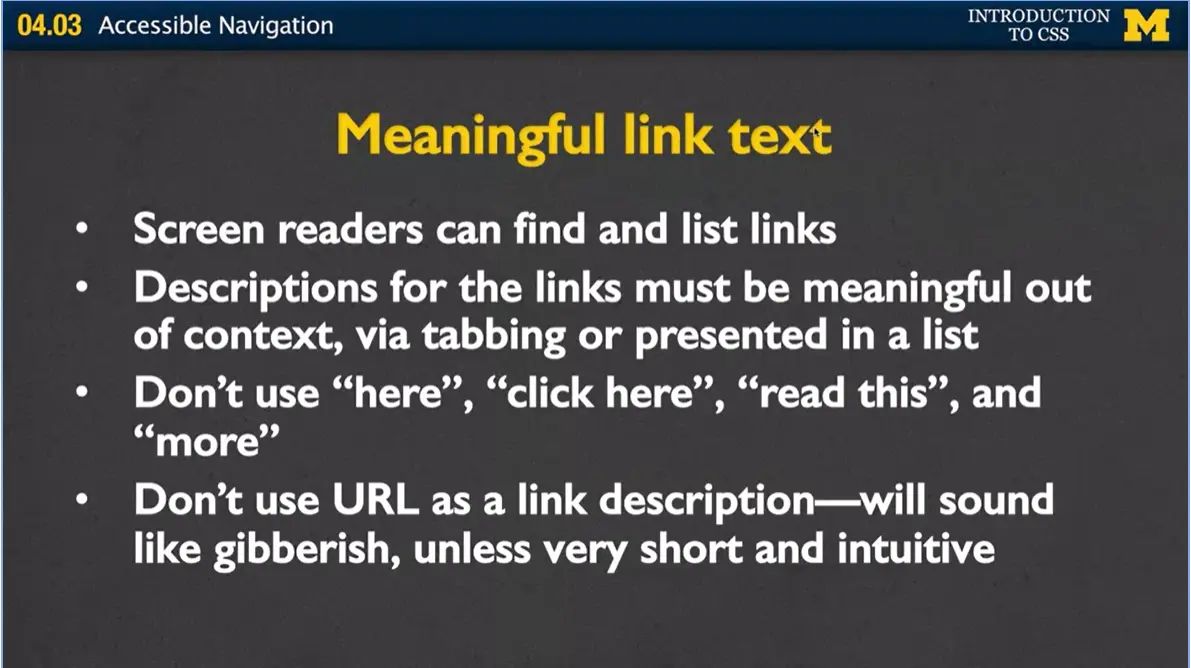 04.03 Accessible Navigation
INTRODUCTION
TO CSS
M
Meaningful link text
• Screen readers can find and list links
• Descriptions for the links must be meaningful out
of context, via tabbing or presented in a list
• Don’t use “here”, “click here”, “read this”, and
“more”
• Don’t use URL as a link description—will sound
like gibberish, unless very short and intuitive